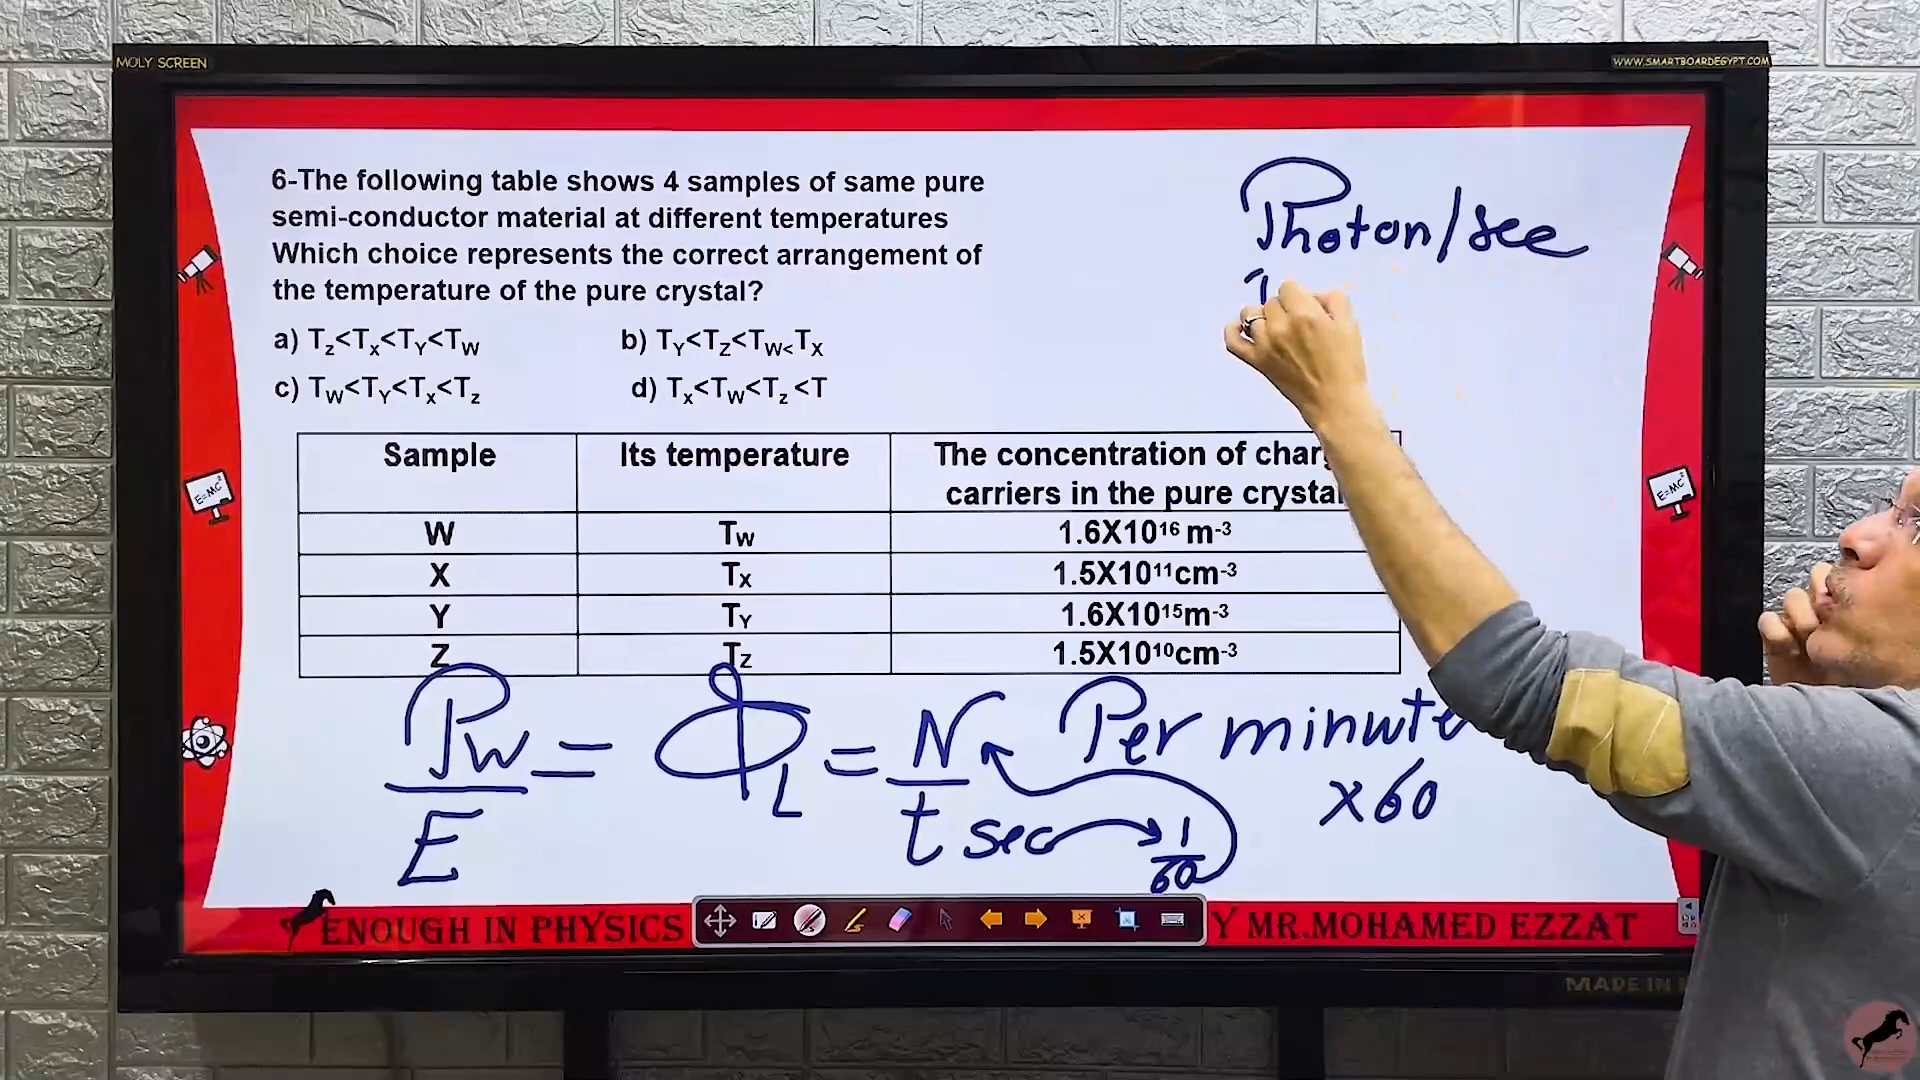 MOLY SCREEN
WWW.SMARTBOARDEGYPT.COM
6-The following table shows 4 samples of same pure
semi-conductor material at different temperatures
Which choice represents the correct arrangement of
the temperature of the pure crystal?
a) Tz<Tx<TY<TW
b) TY<TZ<TW<TX
c) TW<TY<Tx<Tz
d) Tx<TW<Tz <T
Photon/sec
Sample Its temperature The concentration of
carriers in the pure
W TW 1.6X10¹⁶ m⁻³
X TX 1.5X10¹¹cm⁻³
Y TY 1.6X10¹⁵m⁻³
Z TZ 1.5X10¹⁰cm⁻³
Pw/E = ΦL = N/t sec 1/60
Per minute
x60
E=MC²
E=MC²
ENOUGH IN PHYSICS
Y MR.MOHAMED EZZAT
MADE IN